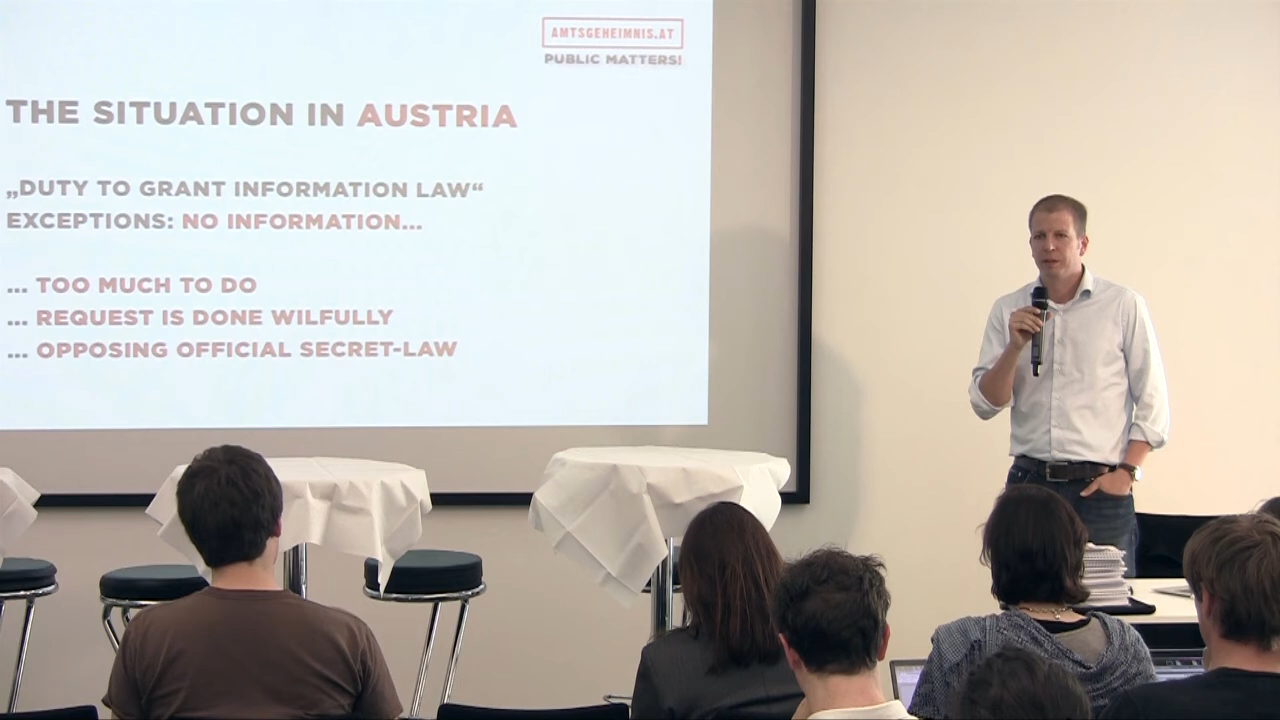 AMTSGEHEIMNIS.AT
PUBLIC MATTERS!
THE SITUATION IN AUSTRIA
„DUTY TO GRANT INFORMATION LAW“
EXCEPTIONS: NO INFORMATION...
... TOO MUCH TO DO
... REQUEST IS DONE WILFULLY
... OPPOSING OFFICIAL SECRET-LAW